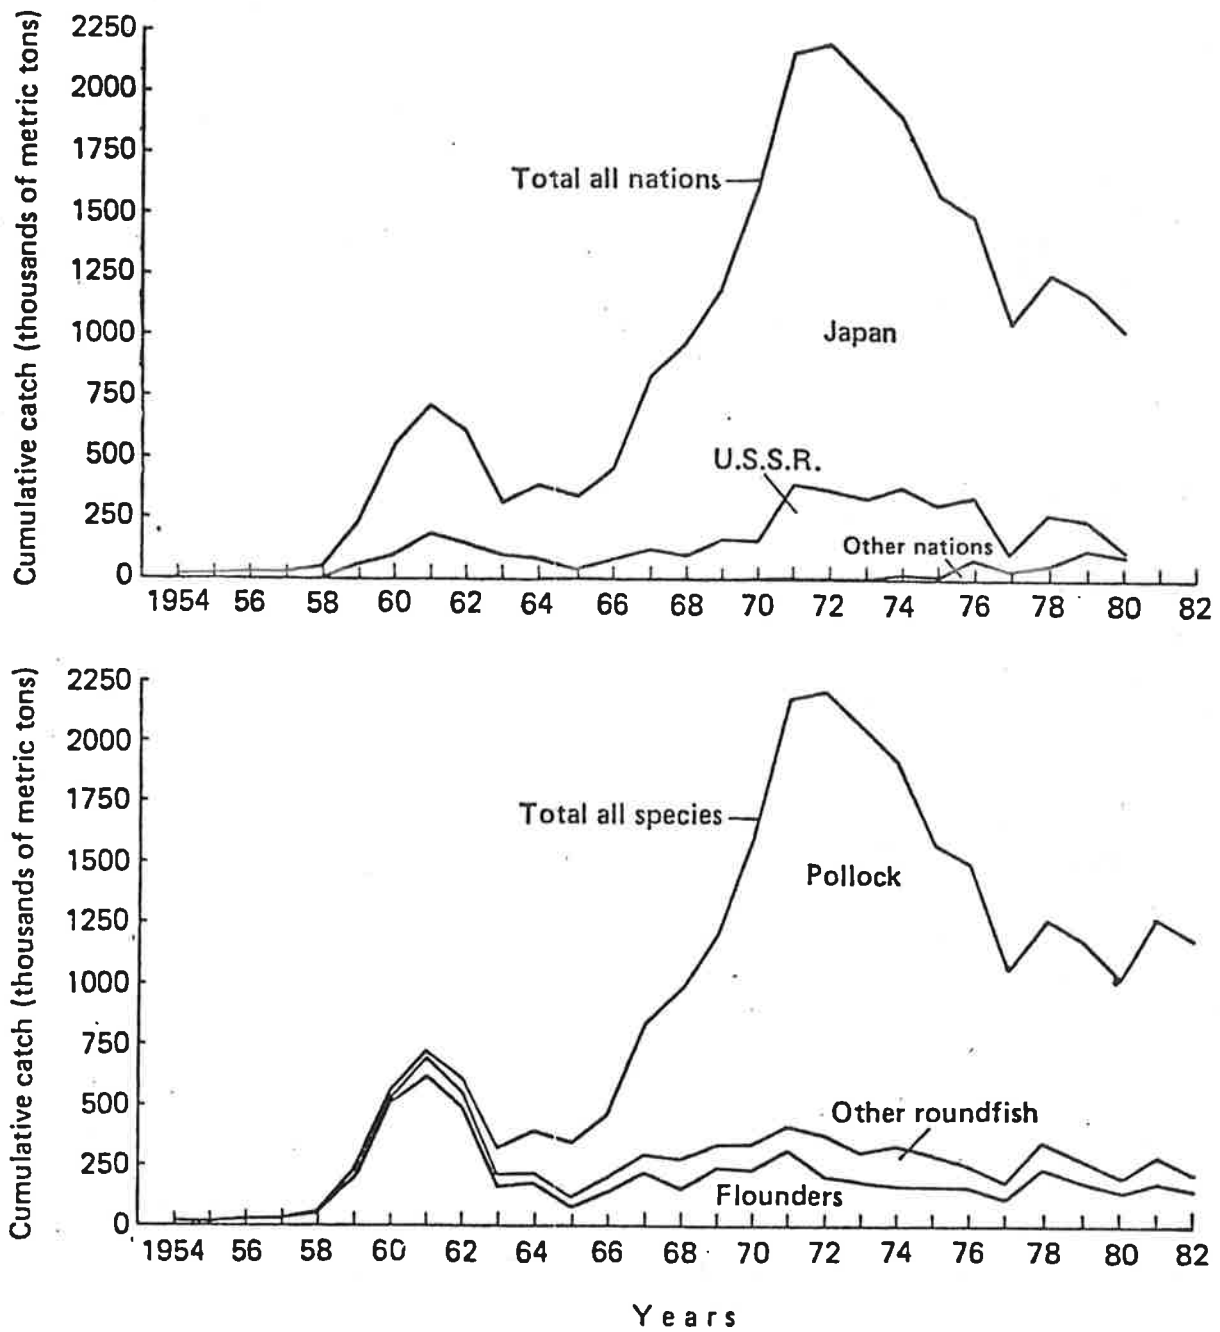 Cumulative catch (thousands of metric tons)
2250
2000
1750
1500
1250
1000
750
500
250
0
Total all nations
Japan
U.S.S.R.
Other nations
1954 56 58 60 62 64 66 68 70 72 74 76 78 80 82
Cumulative catch (thousands of metric tons)
2250
2000
1750
1500
1250
1000
750
500
250
0
Total all species
Pollock
Other roundfish
Flounders
1954 56 58 60 62 64 66 68 70 72 74 76 78 80 82
Years